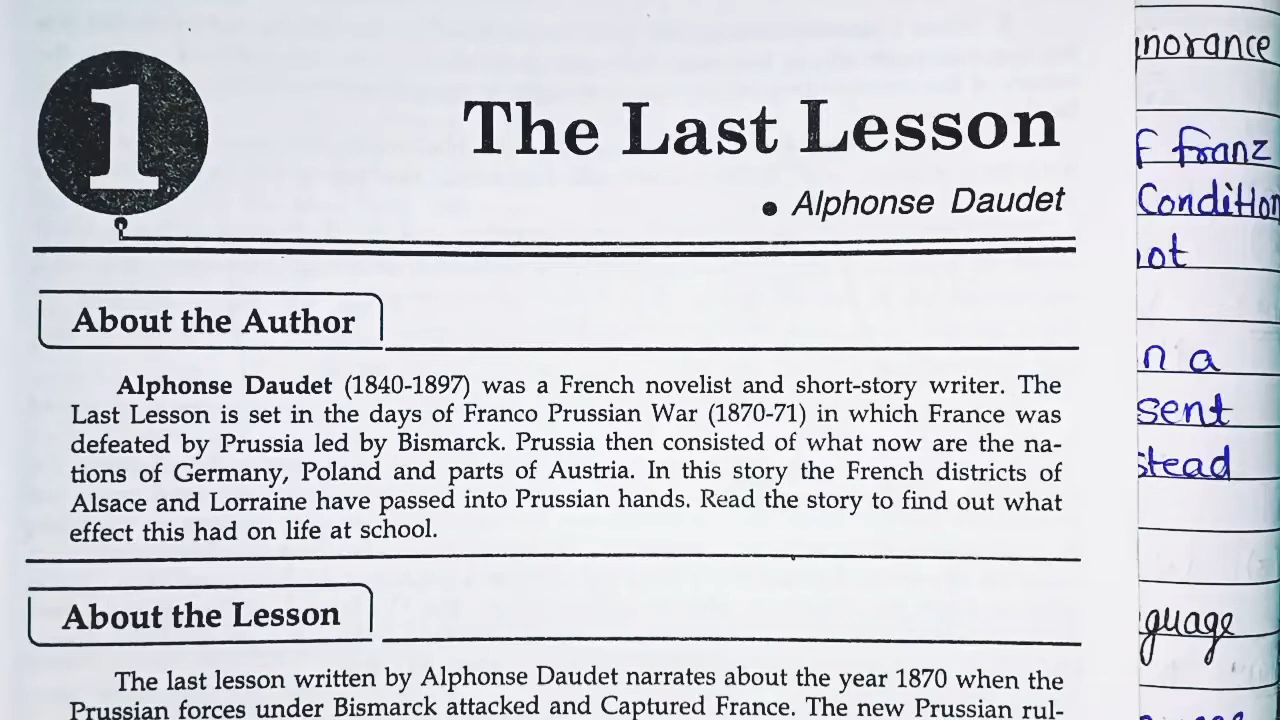 1
The Last Lesson
• Alphonse Daudet
About the Author
Alphonse Daudet (1840-1897) was a French novelist and short-story writer. The
Last Lesson is set in the days of Franco Prussian War (1870-71) in which France was
defeated by Prussia led by Bismarck. Prussia then consisted of what now are the na-
tions of Germany, Poland and parts of Austria. In this story the French districts of
Alsace and Lorraine have passed into Prussian hands. Read the story to find out what
effect this had on life at school.
About the Lesson
The last lesson written by Alphonse Daudet narrates about the year 1870 when the
Prussian forces under Bismarck attacked and Captured France. The new Prussian rul-
norance
f franz
Condition
not
n a
sent
stead
guage